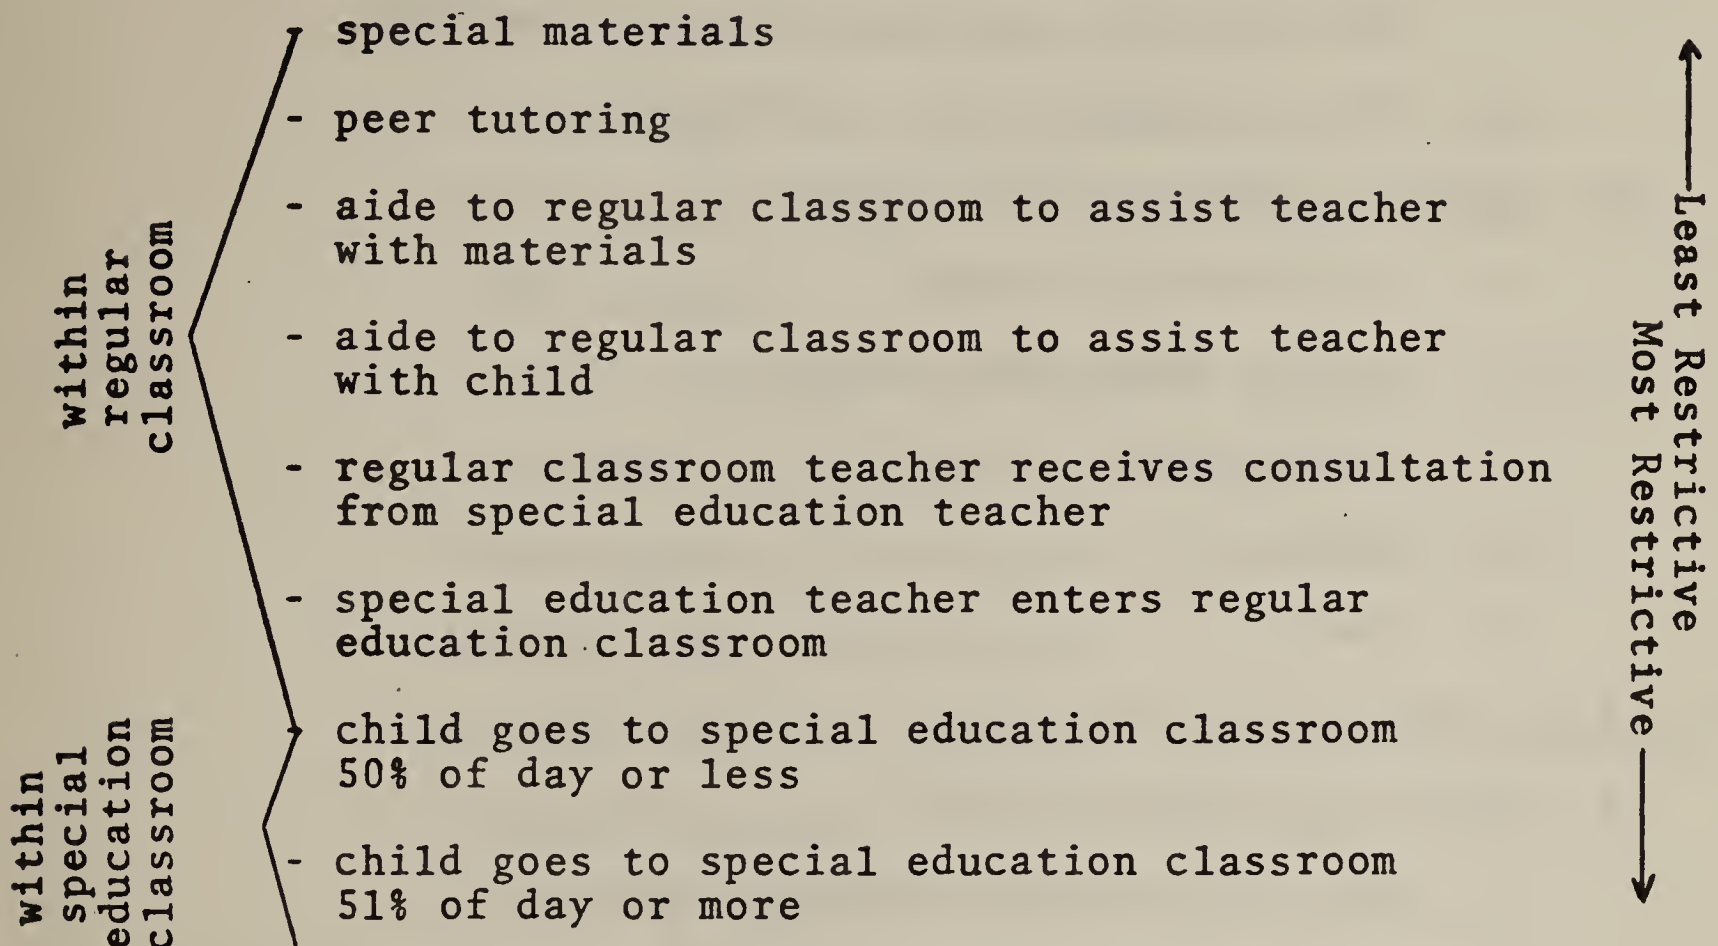 - special materials
- peer tutoring
- aide to regular classroom to assist teacher
with materials
- aide to regular classroom to assist teacher
with child
- regular classroom teacher receives consultation
from special education teacher
- special education teacher enters regular
education classroom
- child goes to special education classroom
50% of day or less
- child goes to special education classroom
51% of day or more
within
regular
classroom
within
special
education
classroom
Least Restrictive
Most Restrictive